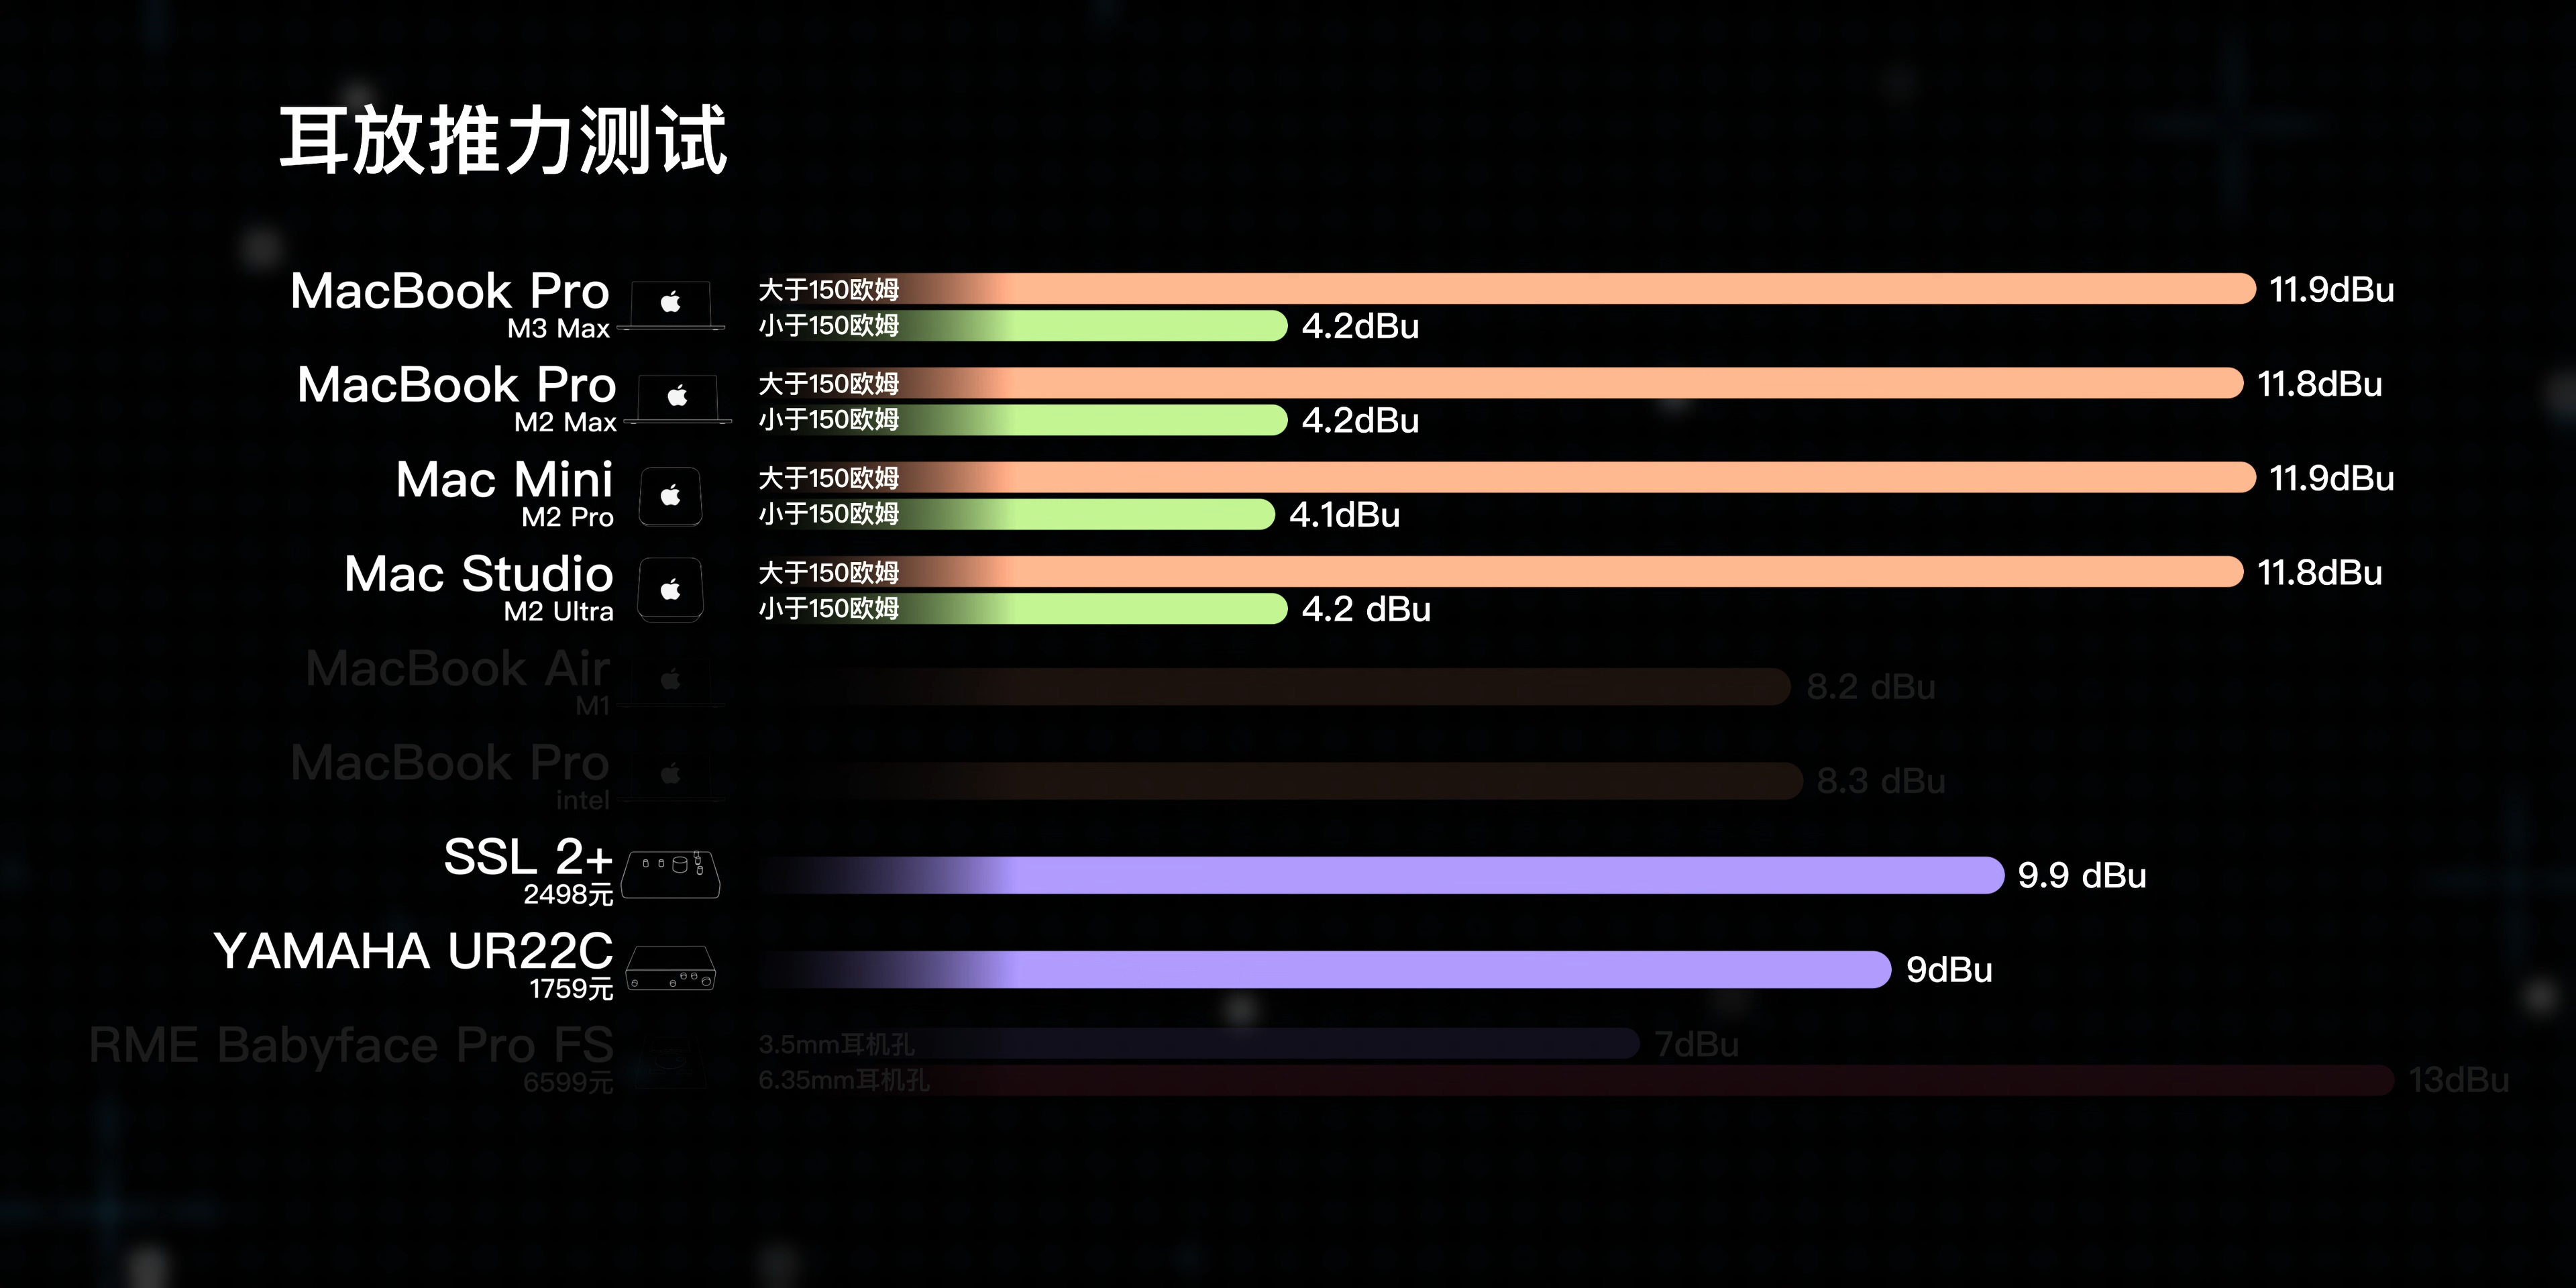 耳放推力测试
MacBook Pro
M3 Max
大于150欧姆 11.9dBu
小于150欧姆 4.2dBu
MacBook Pro
M2 Max
大于150欧姆 11.8dBu
小于150欧姆 4.2dBu
Mac Mini
M2 Pro
大于150欧姆 11.9dBu
小于150欧姆 4.1dBu
Mac Studio
M2 Ultra
大于150欧姆 11.8dBu
小于150欧姆 4.2 dBu
MacBook Air
M1
8.2 dBu
MacBook Pro
intel
8.3 dBu
SSL 2+
2498元
9.9 dBu
YAMAHA UR22C
1759元
9dBu
RME Babyface Pro FS
6599元
3.5mm耳机孔 7dBu
6.35mm耳机孔 13dBu